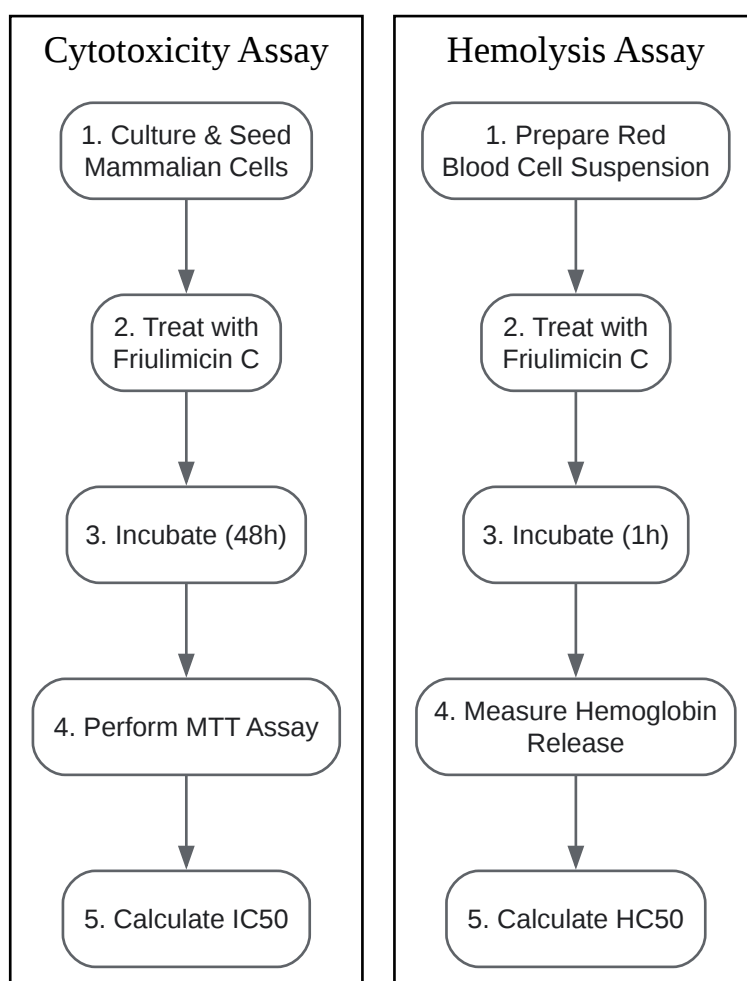 Cytotoxicity Assay
1. Culture & Seed
Mammalian Cells
2. Treat with
Friulimicin C
3. Incubate (48h)
4. Perform MTT Assay
5. Calculate IC50
Hemolysis Assay
1. Prepare Red
Blood Cell Suspension
2. Treat with
Friulimicin C
3. Incubate (1h)
4. Measure Hemoglobin
Release
5. Calculate HC50